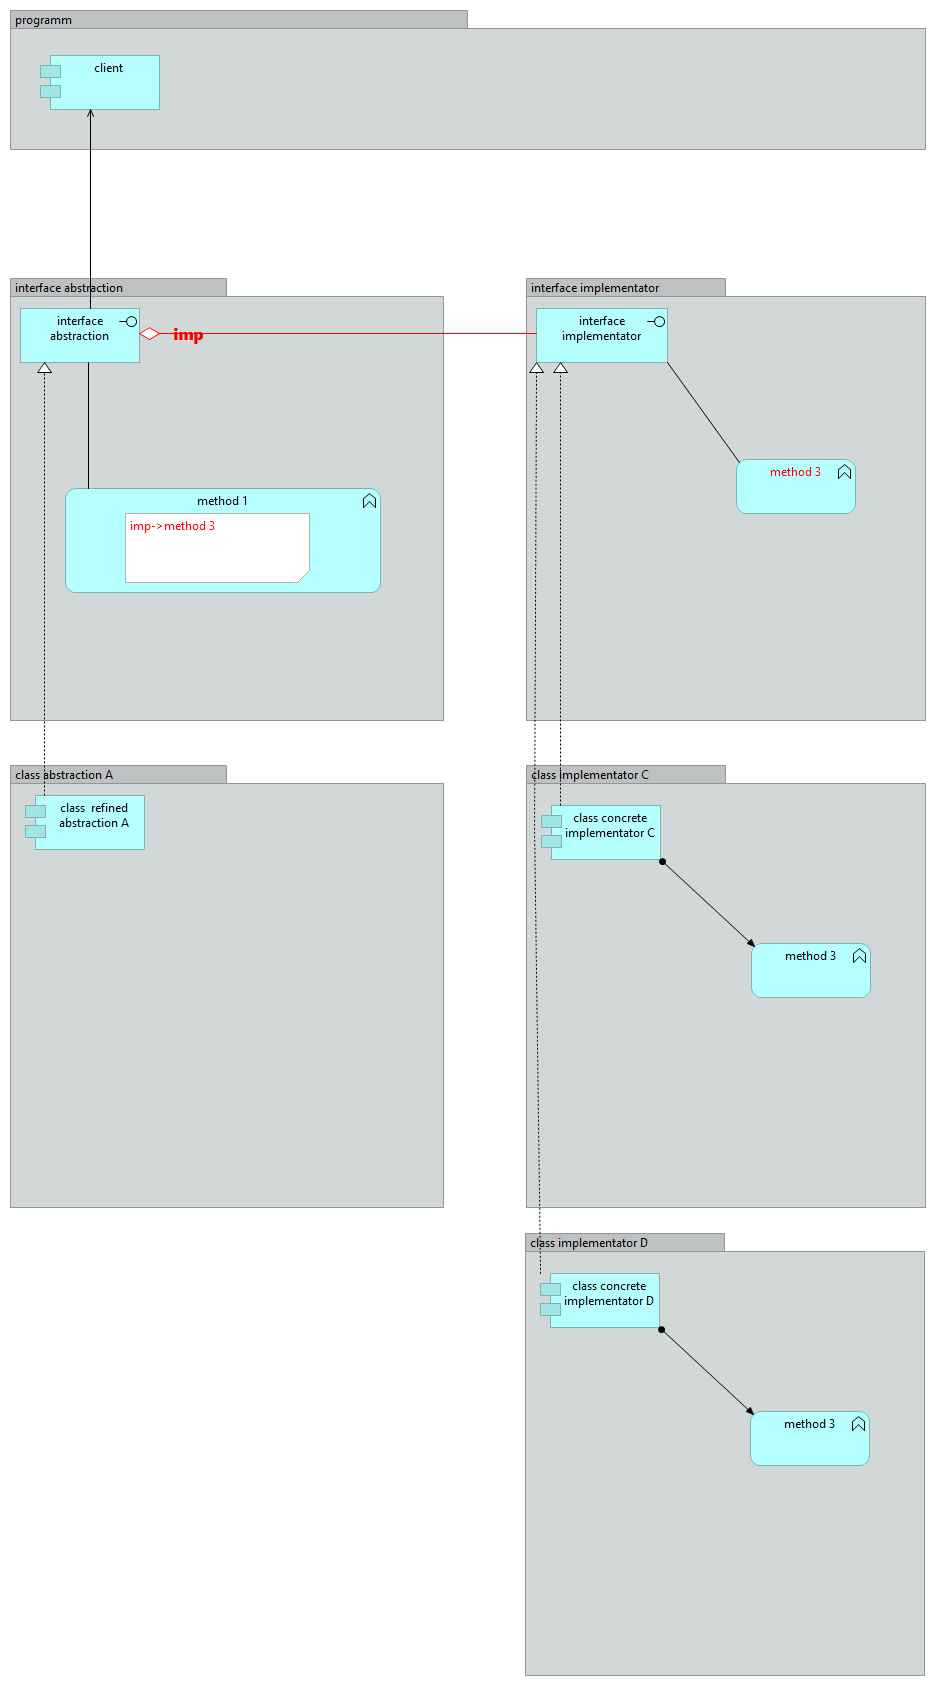 programm
client
interface abstraction
interface
abstraction
imp
method 1
imp->method 3
interface implementator
interface
implementator
method 3
class abstraction A
class  refined
abstraction A
class implementator C
class concrete
implementator C
method 3
class implementator D
class concrete
implementator D
method 3